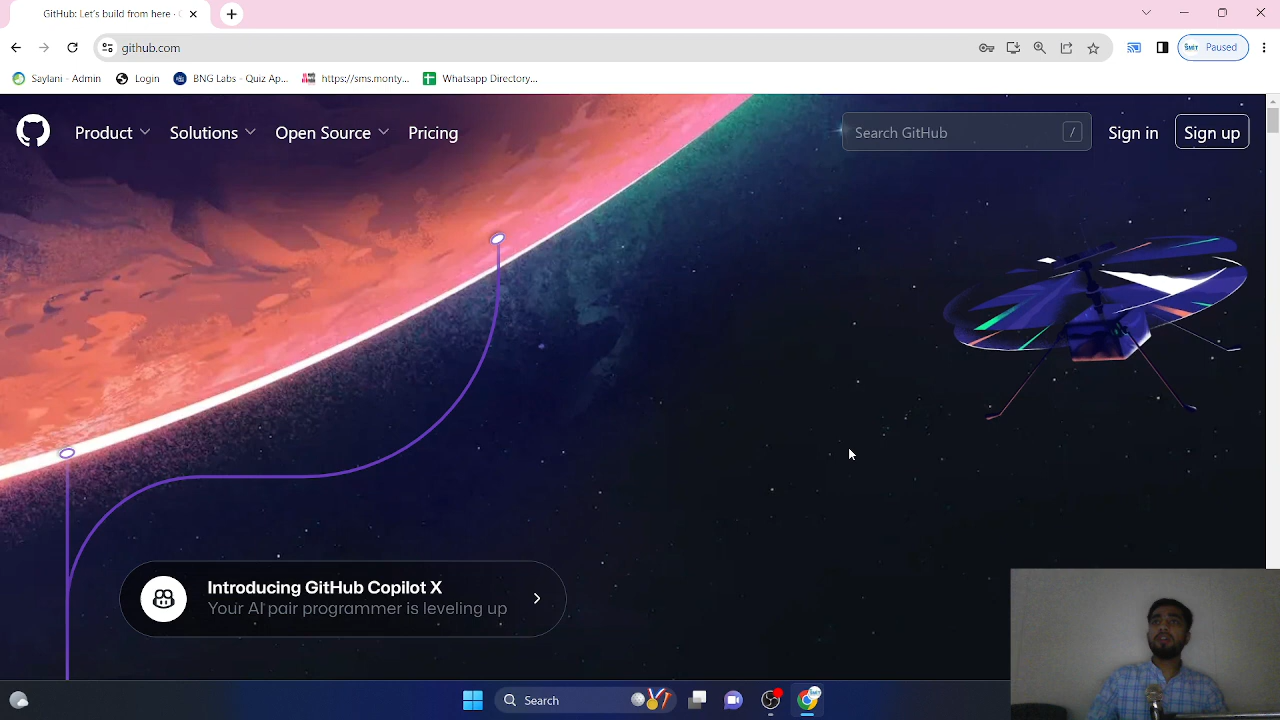 GitHub: Let's build from here ·
github.com
SMIT Paused
Saylani - Admin Login BNG Labs - Quiz Ap... https://sms.monty... Whatsapp Directory...
Product Solutions Open Source Pricing Search GitHub / Sign in Sign up
Introducing GitHub Copilot X
Your AI pair programmer is leveling up
Search